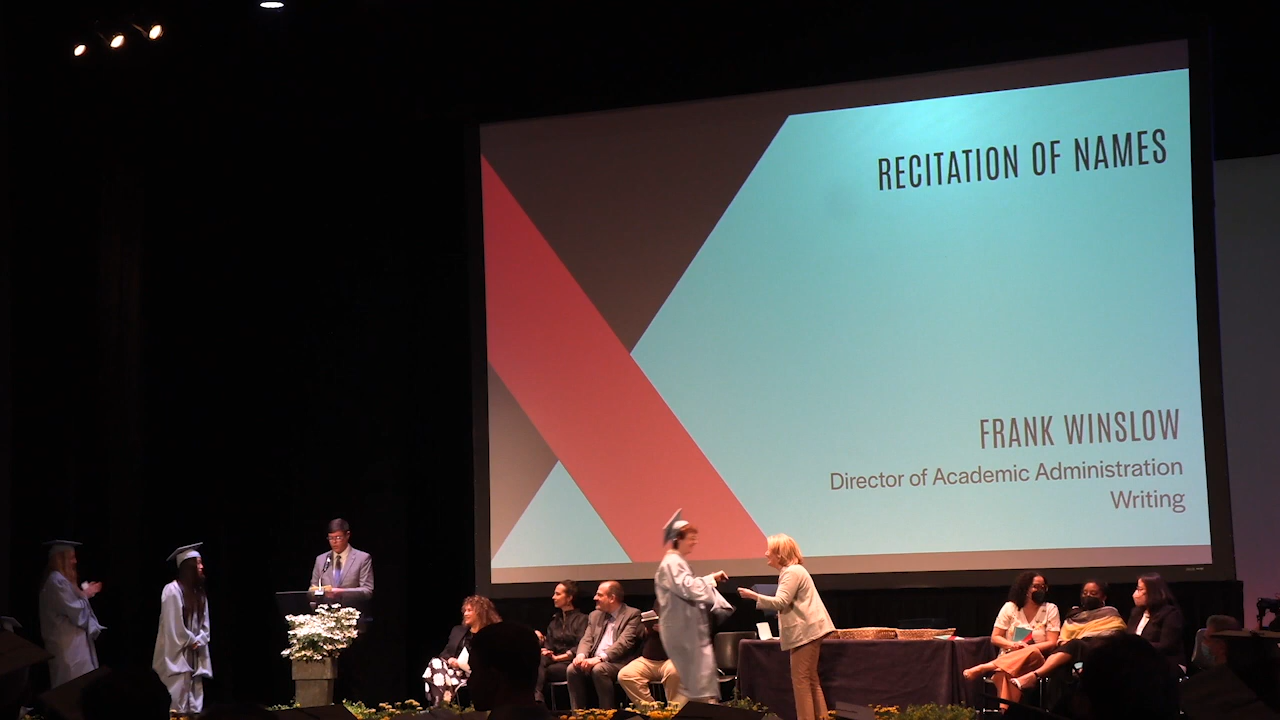 RECITATION OF NAMES
FRANK WINSLOW
Director of Academic Administration
Writing